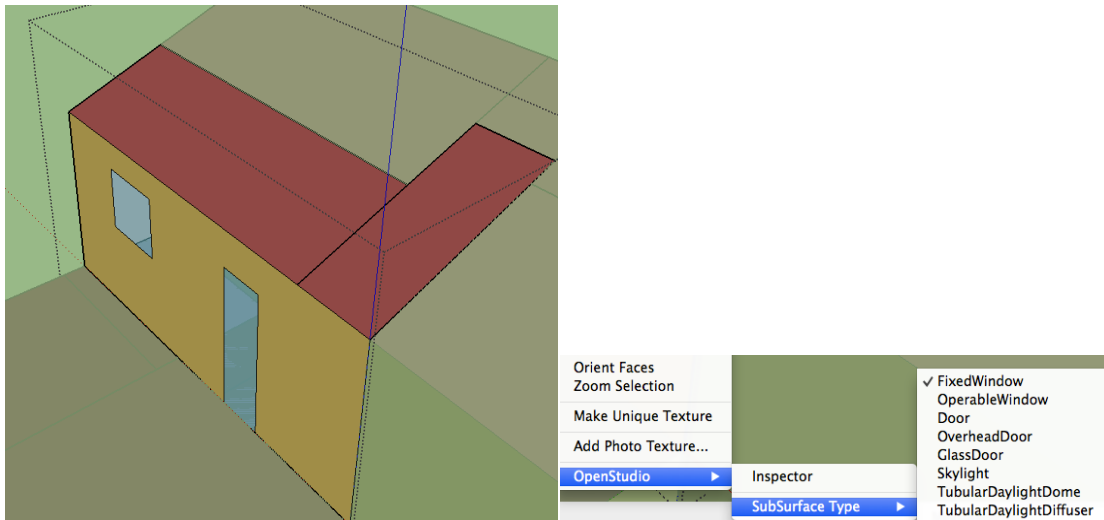 Orient Faces
Zoom Selection
Make Unique Texture
Add Photo Texture...
OpenStudio
Inspector
SubSurface Type
FixedWindow
OperableWindow
Door
OverheadDoor
GlassDoor
Skylight
TubularDaylightDome
TubularDaylightDiffuser